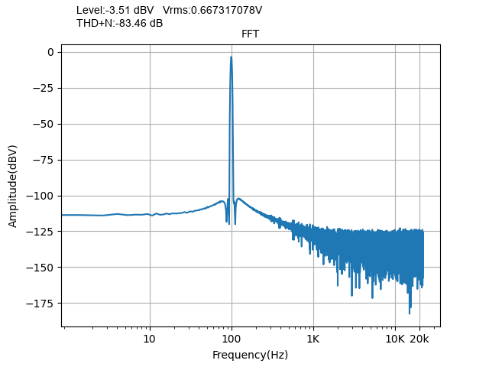 Level:-3.51 dBV   Vrms:0.667317078V
THD+N:-83.46 dB
FFT
0
−25
−50
−75
−100
−125
−150
−175
Amplitude(dBV)
10 100 1K 10K 20k
Frequency(Hz)